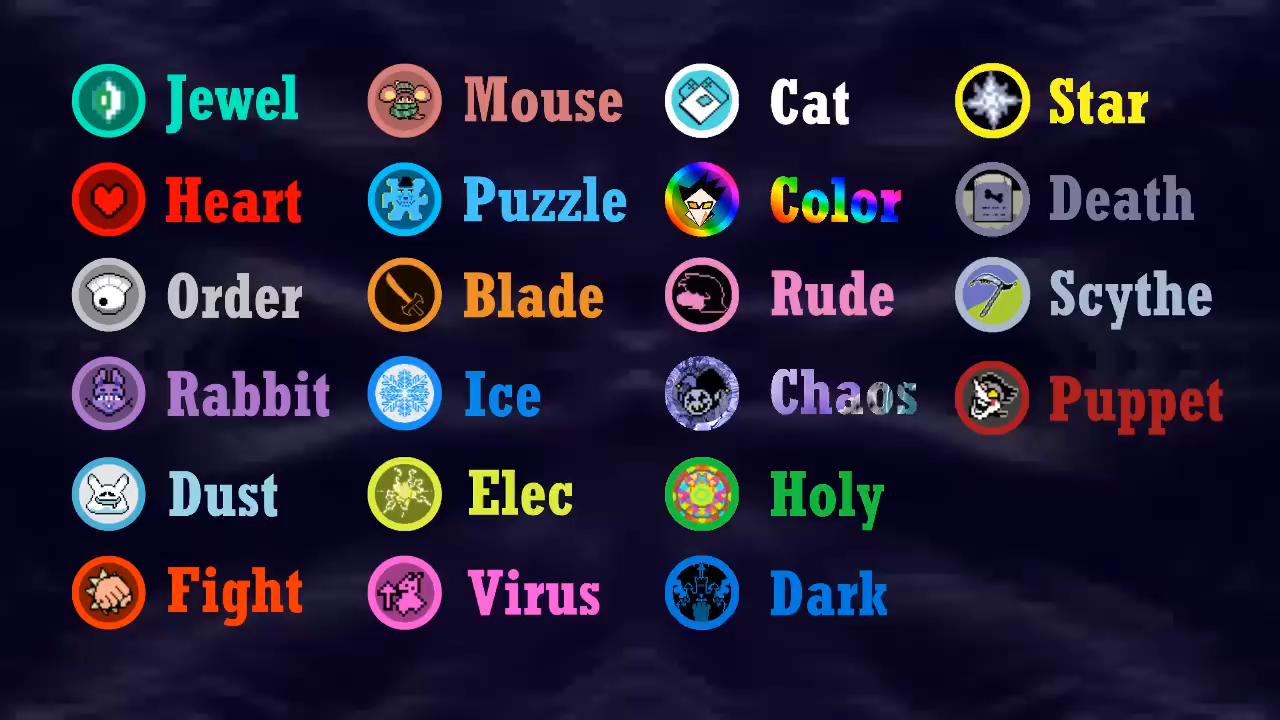 Jewel
Mouse
Cat
Star
Heart
Puzzle
Color
Death
Order
Blade
Rude
Scythe
Rabbit
Ice
Chaos
Puppet
Dust
Elec
Holy
Fight
Virus
Dark